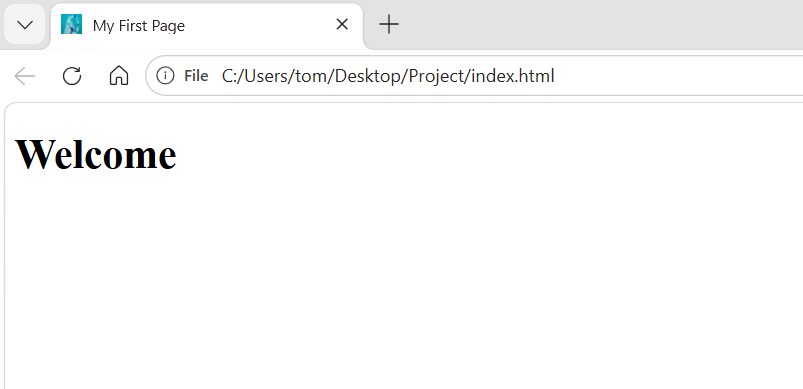 My First Page
File C:/Users/tom/Desktop/Project/index.html
Welcome